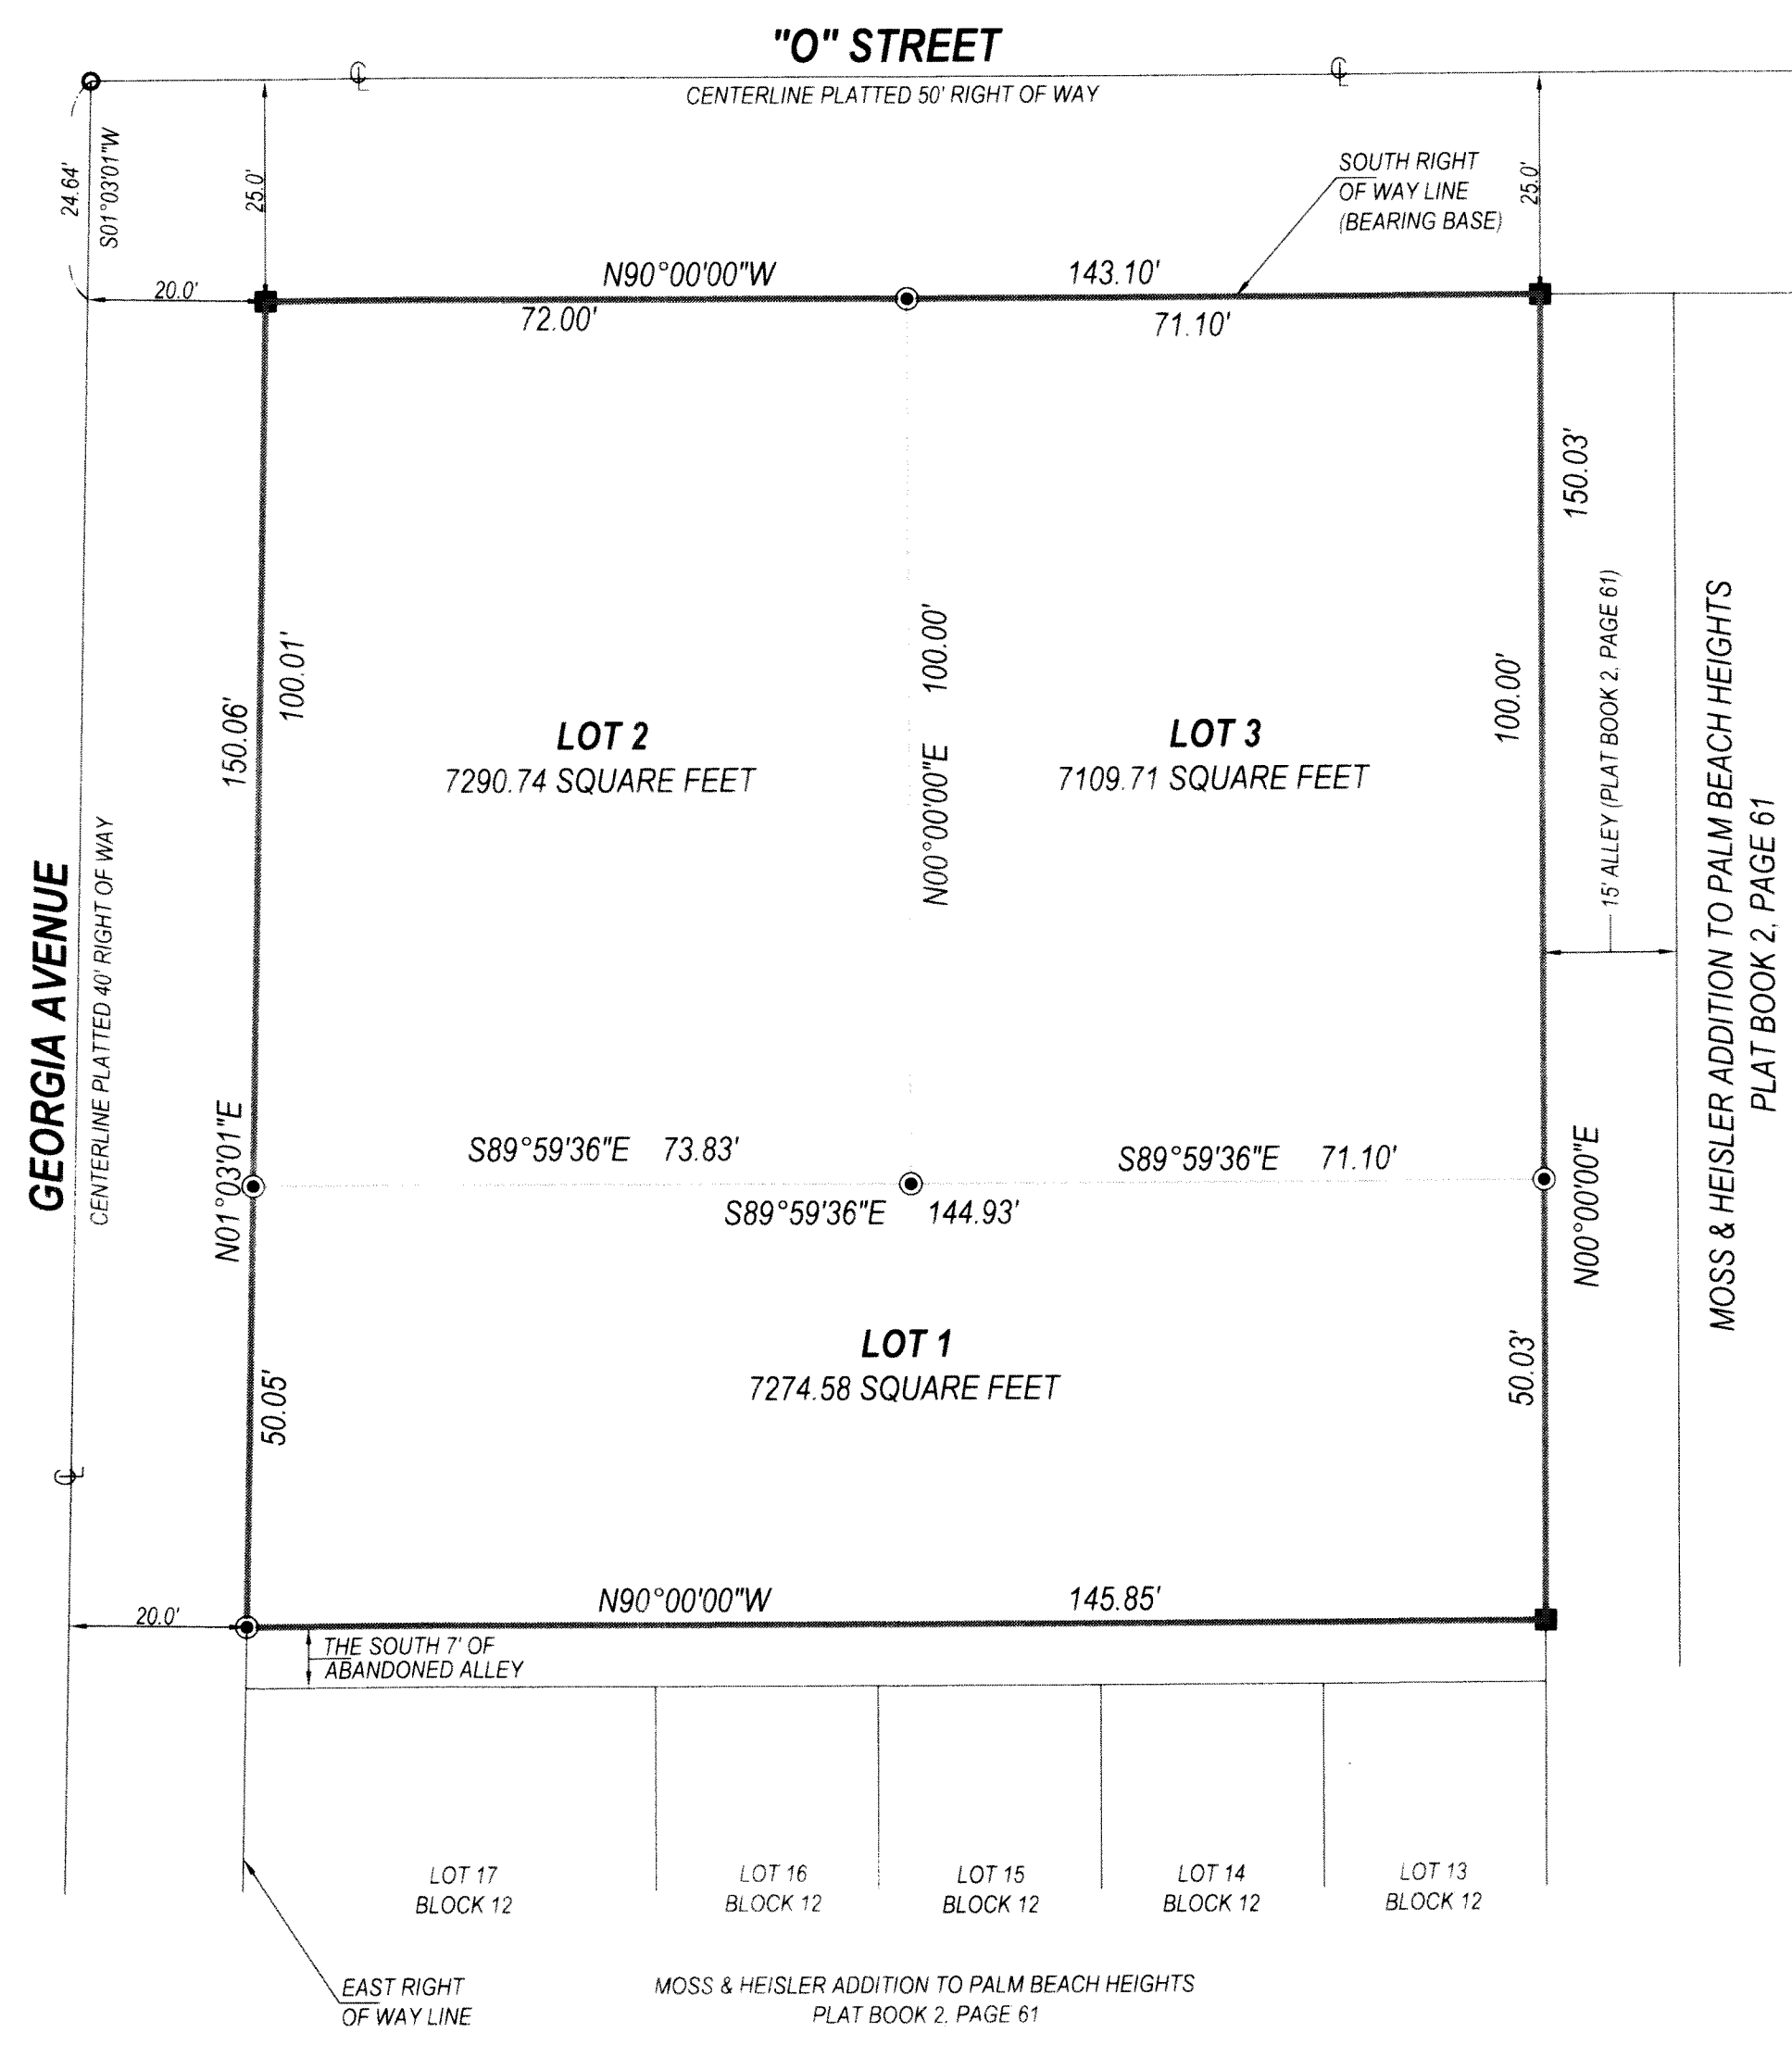 "O" STREET
CENTERLINE PLATTED 50' RIGHT OF WAY
24.64'
S01°03'01"W
25.0'
25.0'
SOUTH RIGHT
OF WAY LINE
(BEARING BASE)
20.0'
N90°00'00"W 143.10'
72.00'
71.10'
150.03'
150.06'
100.01'
100.00'
N00°00'00"E
100.00'
LOT 2
7290.74 SQUARE FEET
LOT 3
7109.71 SQUARE FEET
15' ALLEY (PLAT BOOK 2, PAGE 61)
MOSS & HEISLER ADDITION TO PALM BEACH HEIGHTS
PLAT BOOK 2, PAGE 61
GEORGIA AVENUE
CENTERLINE PLATTED 40' RIGHT OF WAY
N01°03'01"E
S89°59'36"E 73.83'
S89°59'36"E 71.10'
S89°59'36"E 144.93'
N00°00'00"E
LOT 1
7274.58 SQUARE FEET
50.05'
50.03'
N90°00'00"W 145.85'
20.0'
THE SOUTH 7' OF
ABANDONED ALLEY
LOT 17
BLOCK 12
LOT 16
BLOCK 12
LOT 15
BLOCK 12
LOT 14
BLOCK 12
LOT 13
BLOCK 12
EAST RIGHT
OF WAY LINE
MOSS & HEISLER ADDITION TO PALM BEACH HEIGHTS
PLAT BOOK 2. PAGE 61